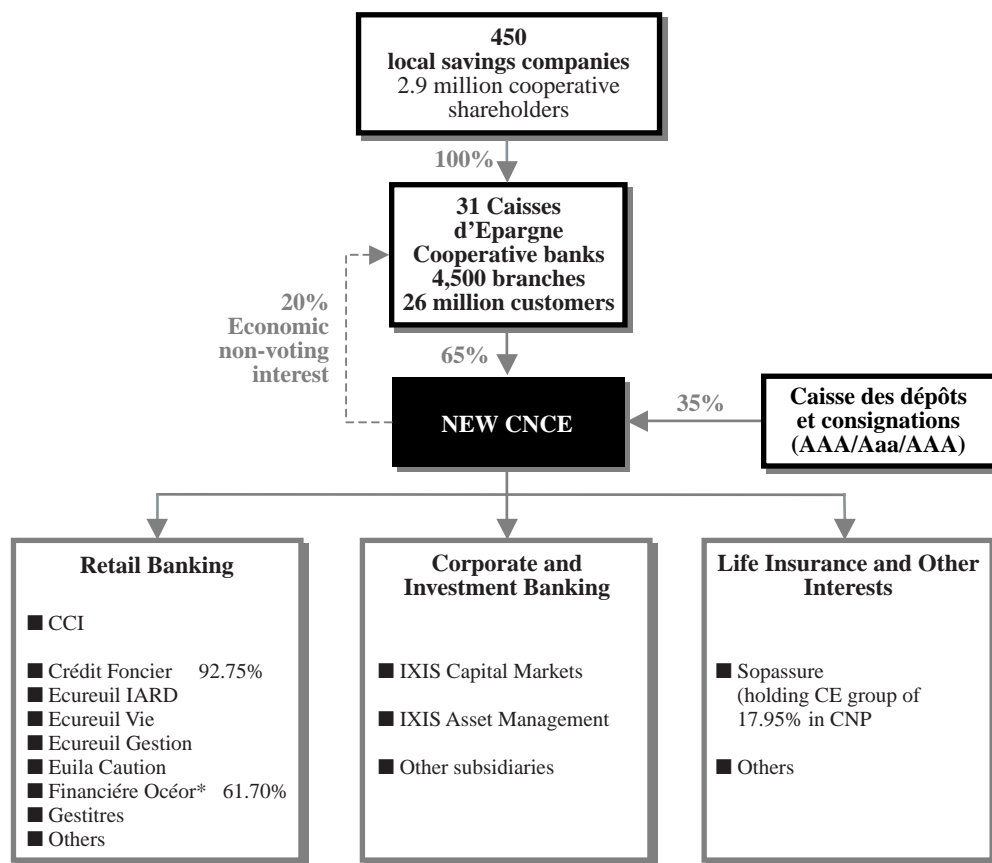 450
local savings companies
2.9 million cooperative
shareholders
100%
31 Caisses
d’Epargne
Cooperative banks
4,500 branches
26 million customers
20%
Economic
non-voting
interest
65%
NEW CNCE
35%
Caisse des dépôts
et consignations
(AAA/Aaa/AAA)
Retail Banking
■ CCI
■ Crédit Foncier 92.75%
■ Ecureuil IARD
■ Ecureuil Vie
■ Ecureuil Gestion
■ Euila Caution
■ Financiére Océor* 61.70%
■ Gestitres
■ Others
Corporate and
Investment Banking
■ IXIS Capital Markets
■ IXIS Asset Management
■ Other subsidiaries
Life Insurance and Other
Interests
■ Sopassure
(holding CE group of
17.95% in CNP
■ Others